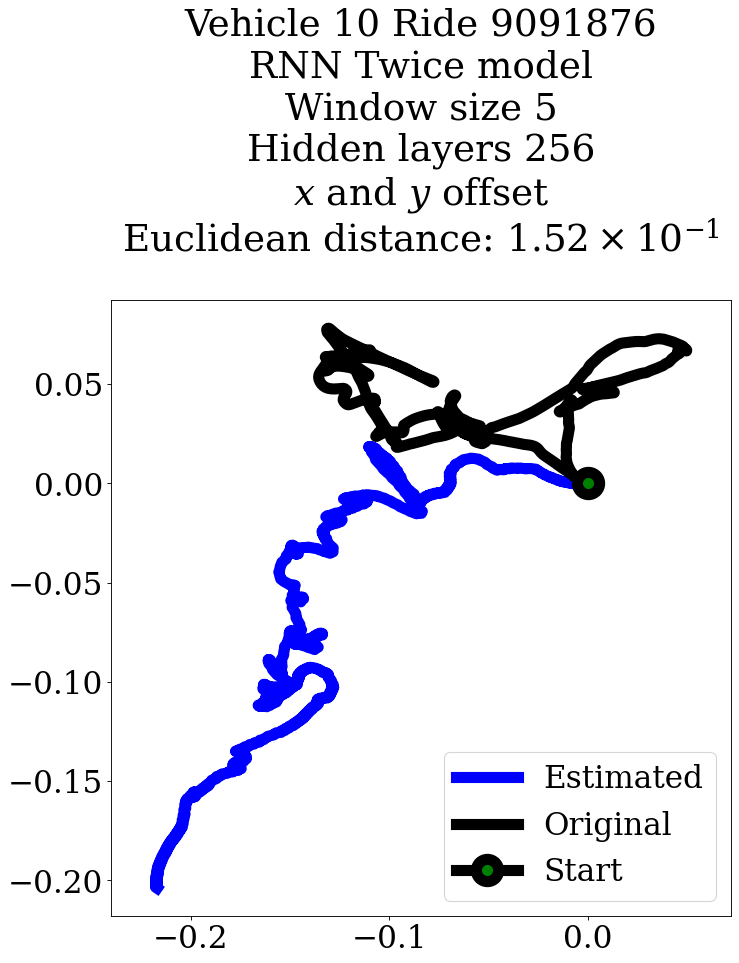 Vehicle 10 Ride 9091876
RNN Twice model
Window size 5
Hidden layers 256
x and y offset
Euclidean distance: 1.52 × 10⁻¹
0.05
0.00
−0.05
−0.10
−0.15
−0.20
Estimated
Original
Start
−0.2
−0.1
0.0